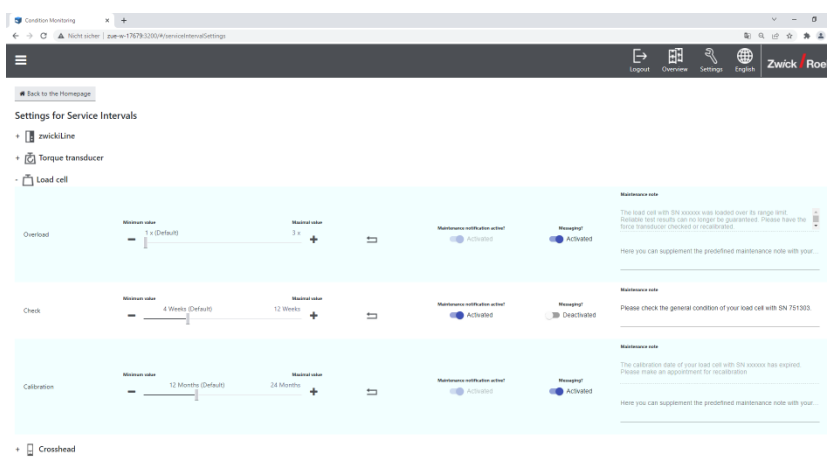 Condition Monitoring
Nicht sicher | zue-w-17679:3200/#/serviceIntervalSettings
Logout Overview Settings English Zwick / Roe
Back to the Homepage
Settings for Service Intervals
+ zwickiLine
+ Torque transducer
- Load cell
Overload
Minimum value
Maximal value
1 x (Default)
3 x
Maintenance notification active?
Activated
Messaging?
Activated
Maintenance note
The load cell with SN xxxxxx was loaded over its range limit.
Reliable test results can no longer be guaranteed. Please have the
force transducer checked or recalibrated.
Here you can supplement the predefined maintenance note with your...
Check
Minimum value
Maximal value
4 Weeks (Default)
12 Weeks
Maintenance notification active?
Activated
Messaging?
Deactivated
Maintenance note
Please check the general condition of your load cell with SN 751303.
Calibration
Minimum value
Maximal value
12 Months (Default)
24 Months
Maintenance notification active?
Activated
Messaging?
Activated
Maintenance note
The calibration date of your load cell with SN xxxxxx has expired.
Please make an appointment for recalibration
Here you can supplement the predefined maintenance note with your...
+ Crosshead